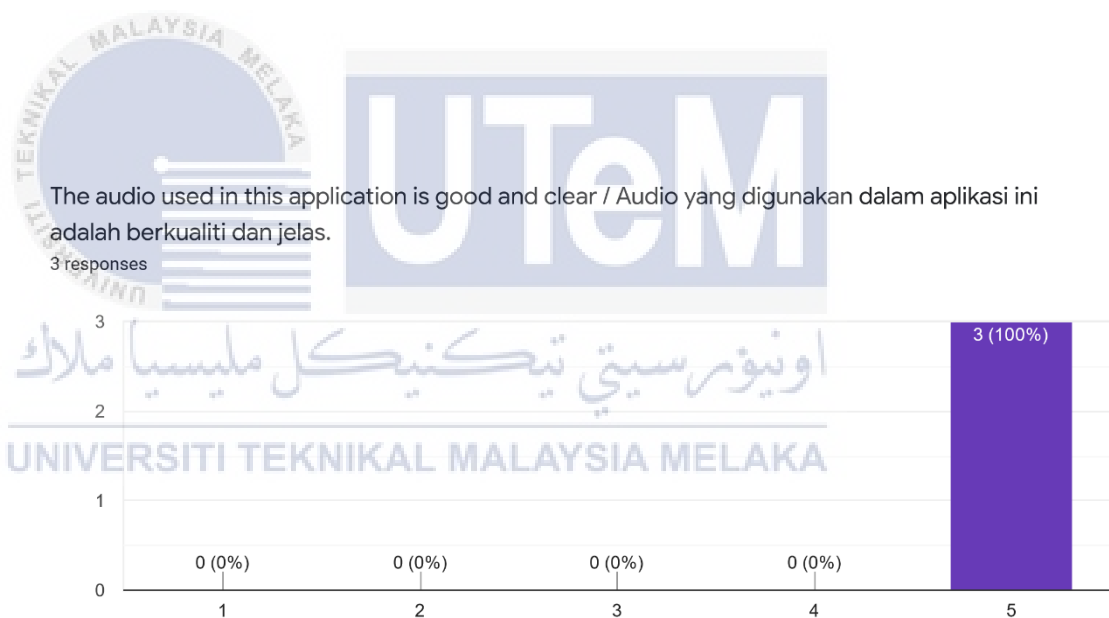 UNIVERSITI TEKNIKAL MALAYSIA MELAKA
UTeM
The audio used in this application is good and clear / Audio yang digunakan dalam aplikasi ini
adalah berkualiti dan jelas.
3 responses
3
3 (100%)
اونيۏرسيتي تيكنيكل مليسيا ملاك
2
UNIVERSITI TEKNIKAL MALAYSIA MELAKA
1
0 (0%) 0 (0%) 0 (0%) 0 (0%)
0
1 2 3 4 5